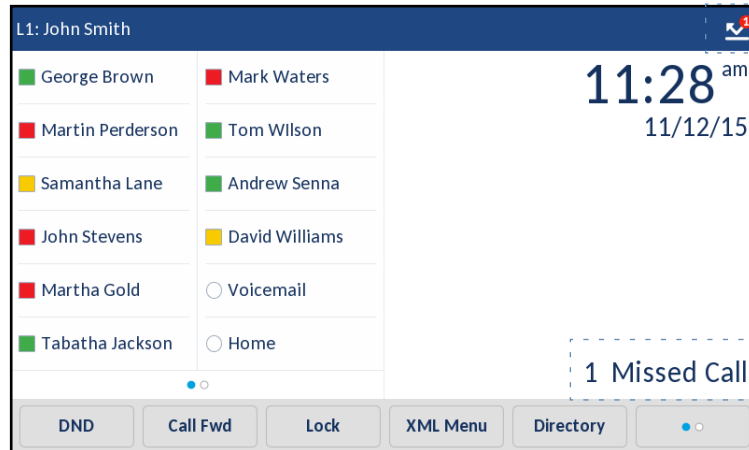 L1: John Smith
1
George Brown
Mark Waters
Martin Perderson
Tom WIlson
Samantha Lane
Andrew Senna
John Stevens
David Williams
Martha Gold
Voicemail
Tabatha Jackson
Home
11:28 am
11/12/15
1 Missed Call
DND
Call Fwd
Lock
XML Menu
Directory